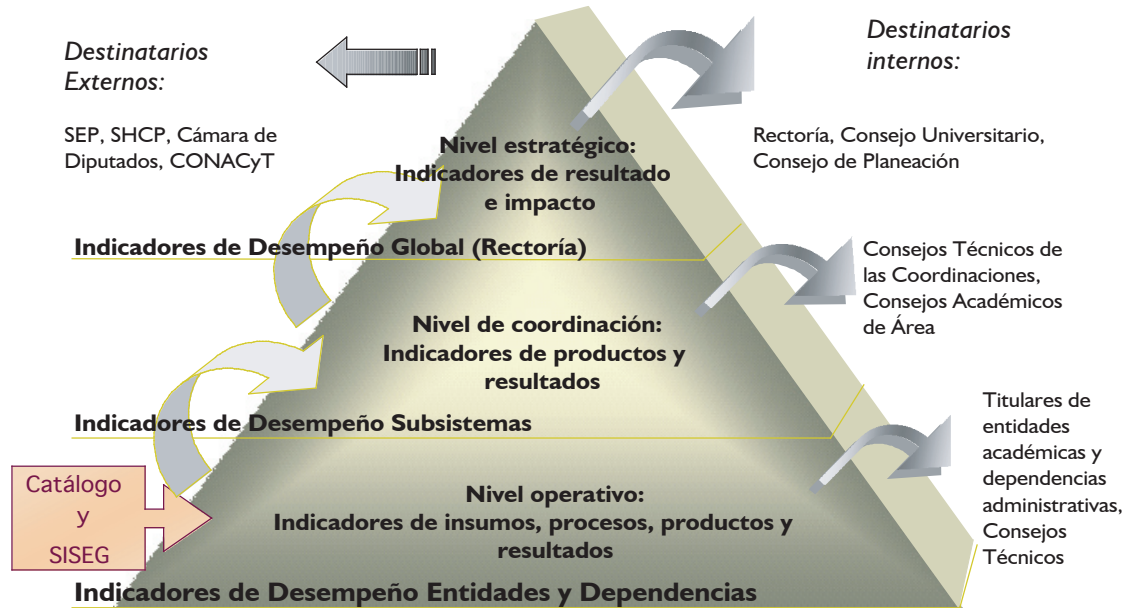 Destinatarios
Externos:
SEP, SHCP, Cámara de
Diputados, CONACyT
Destinatarios
internos:
Rectoría, Consejo Universitario,
Consejo de Planeación
Nivel estratégico:
Indicadores de resultado
e impacto
Indicadores de Desempeño Global (Rectoría)
Consejos Técnicos de
las Coordinaciones,
Consejos Académicos
de Área
Nivel de coordinación:
Indicadores de productos y
resultados
Indicadores de Desempeño Subsistemas
Titulares de
entidades
académicas y
dependencias
administrativas,
Consejos
Técnicos
Catálogo
y
SISEG
Nivel operativo:
Indicadores de insumos, procesos, productos y
resultados
Indicadores de Desempeño Entidades y Dependencias